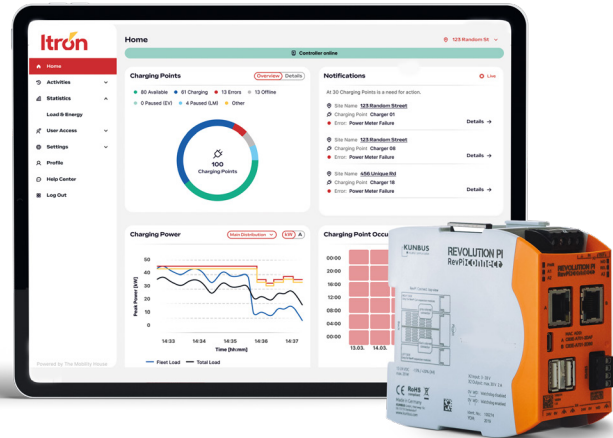 Itron
Home
123 Random St
Controller online
Home
Activities
Statistics
Load & Energy
User Access
Settings
Profile
Help Center
Log Out
Powered by The Mobility House
Charging Points
Overview Details
80 Available 61 Charging 13 Errors 13 Offline
0 Paused (EV) 4 Paused (LM) Other
100
Charging Points
Notifications
Live
At 30 Charging Points is a need for action.
Site Name 123 Random Street
Charging Point Charger 01
Error: Power Meter Failure
Details →
Site Name 123 Random Street
Charging Point Charger 08
Error: Power Meter Failure
Details →
Site Name 456 Unique Rd
Charging Point Charger 18
Error: Power Meter Failure
Details →
Charging Power
Main Distribution
kW A
Peak Power [kW]
50
40
30
20
10
0
14:33 14:34 14:35 14:36 14:37
Time [hh:mm]
Fleet Load Total Load
Charging Point Occu
00:00
20:00
16:00
12:00
08:00
04:00
00:00
13.03. 14.03.
KUNBUS
REVOLUTION PI
RevPi Connect
REVOLUTION PI
CE RoHS
Made in Germany